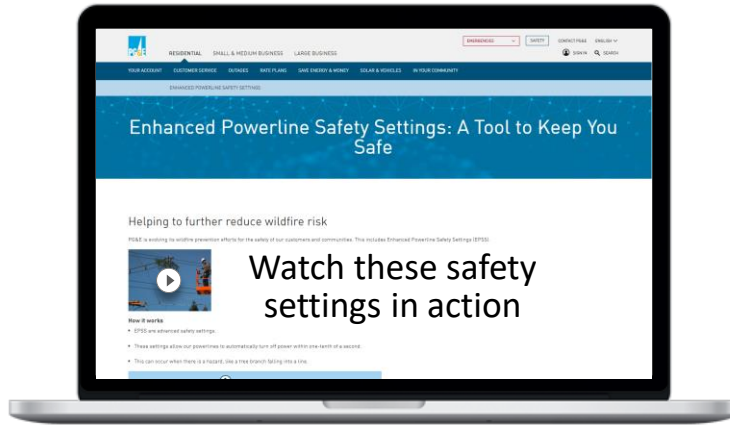 PG&E
RESIDENTIAL SMALL & MEDIUM BUSINESS LARGE BUSINESS
EMERGENCIES SAFETY CONTACT PG&E ENGLISH
SIGN IN SEARCH
YOUR ACCOUNT CUSTOMER SERVICE OUTAGES RATE PLANS SAVE ENERGY & MONEY SOLAR & VEHICLES IN YOUR COMMUNITY
ENHANCED POWERLINE SAFETY SETTINGS
Enhanced Powerline Safety Settings: A Tool to Keep You
Safe
Helping to further reduce wildfire risk
PG&E is evolving its wildfire prevention efforts for the safety of our customers and communities. This includes Enhanced Powerline Safety Settings (EPSS)
Watch these safety
settings in action
How it works
• EPSS are advanced safety settings.
• These settings allow our powerlines to automatically turn off power within one-tenth of a second.
• This can occur when there is a hazard, like a tree branch falling into a line.